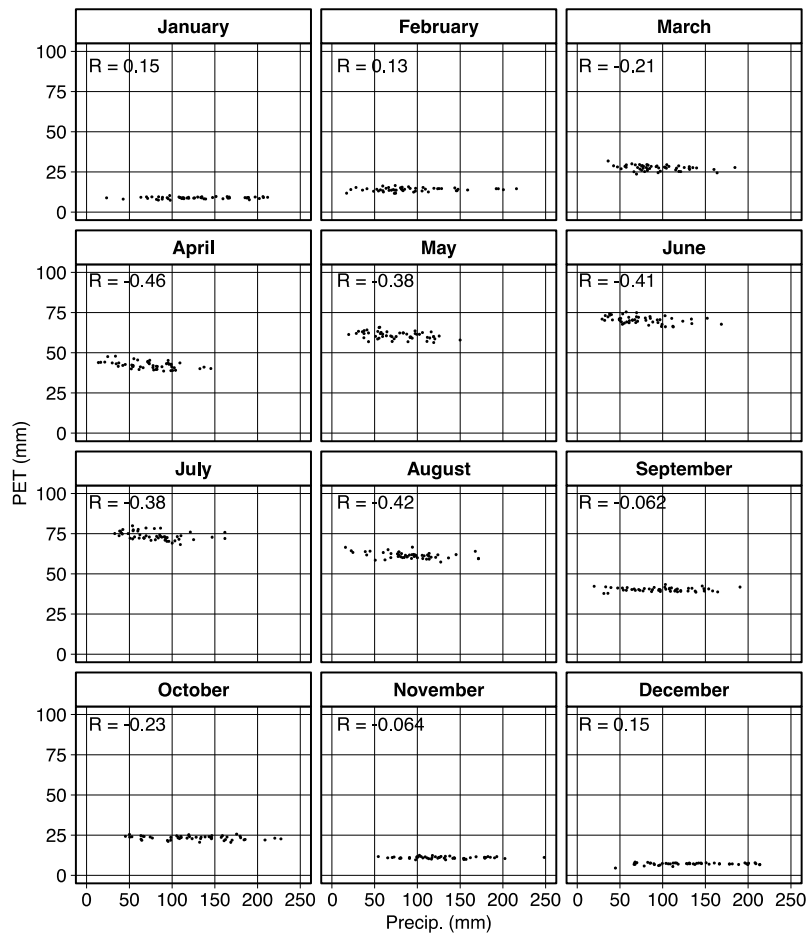 January February March
100 R = 0.15 R = 0.13 R = -0.21
75
50
25
0
April May June
100 R = -0.46 R = -0.38 R = -0.41
75
50
25
0
PET (mm)
July August September
100 R = -0.38 R = -0.42 R = -0.062
75
50
25
0
October November December
100 R = -0.23 R = -0.064 R = 0.15
75
50
25
0
0 50 100 150 200 250 0 50 100 150 200 250 0 50 100 150 200 250
Precip. (mm)